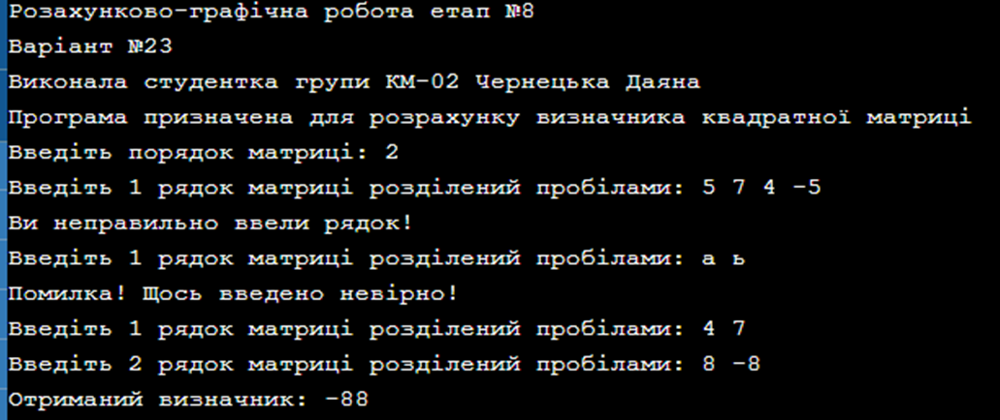 Розахунково-графічна робота етап №8
Варіант №23
Виконала студентка групи КМ-02 Чернецька Даяна
Програма призначена для розрахунку визначника квадратної матриці
Введіть порядок матриці: 2
Введіть 1 рядок матриці розділений пробілами: 5 7 4 -5
Ви неправильно ввели рядок!
Введіть 1 рядок матриці розділений пробілами: а ь
Помилка! Щось введено невірно!
Введіть 1 рядок матриці розділений пробілами: 4 7
Введіть 2 рядок матриці розділений пробілами: 8 -8
Отриманий визначник: -88